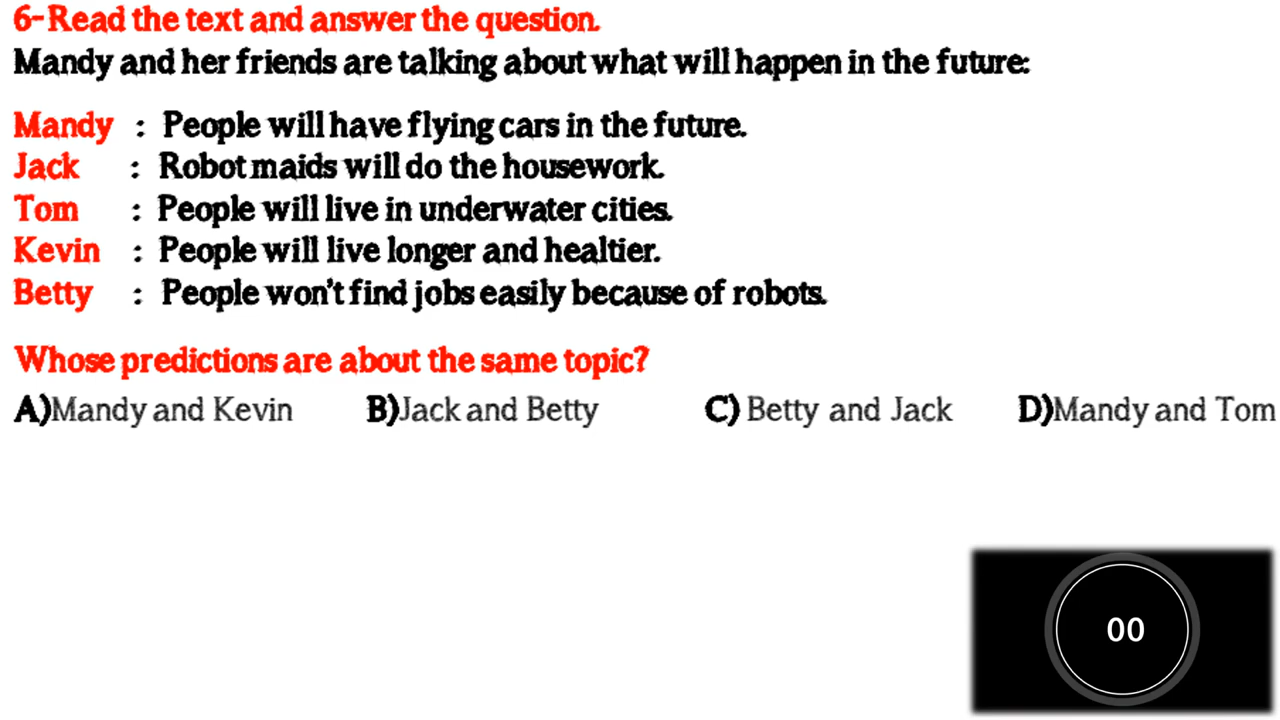 6-Read the text and answer the question.
Mandy and her friends are talking about what will happen in the future:
Mandy : People will have flying cars in the future.
Jack : Robot maids will do the housework.
Tom : People will live in underwater cities.
Kevin : People will live longer and healtier.
Betty : People won't find jobs easily because of robots.
Whose predictions are about the same topic?
A)Mandy and Kevin B)Jack and Betty C) Betty and Jack D)Mandy and Tom
00